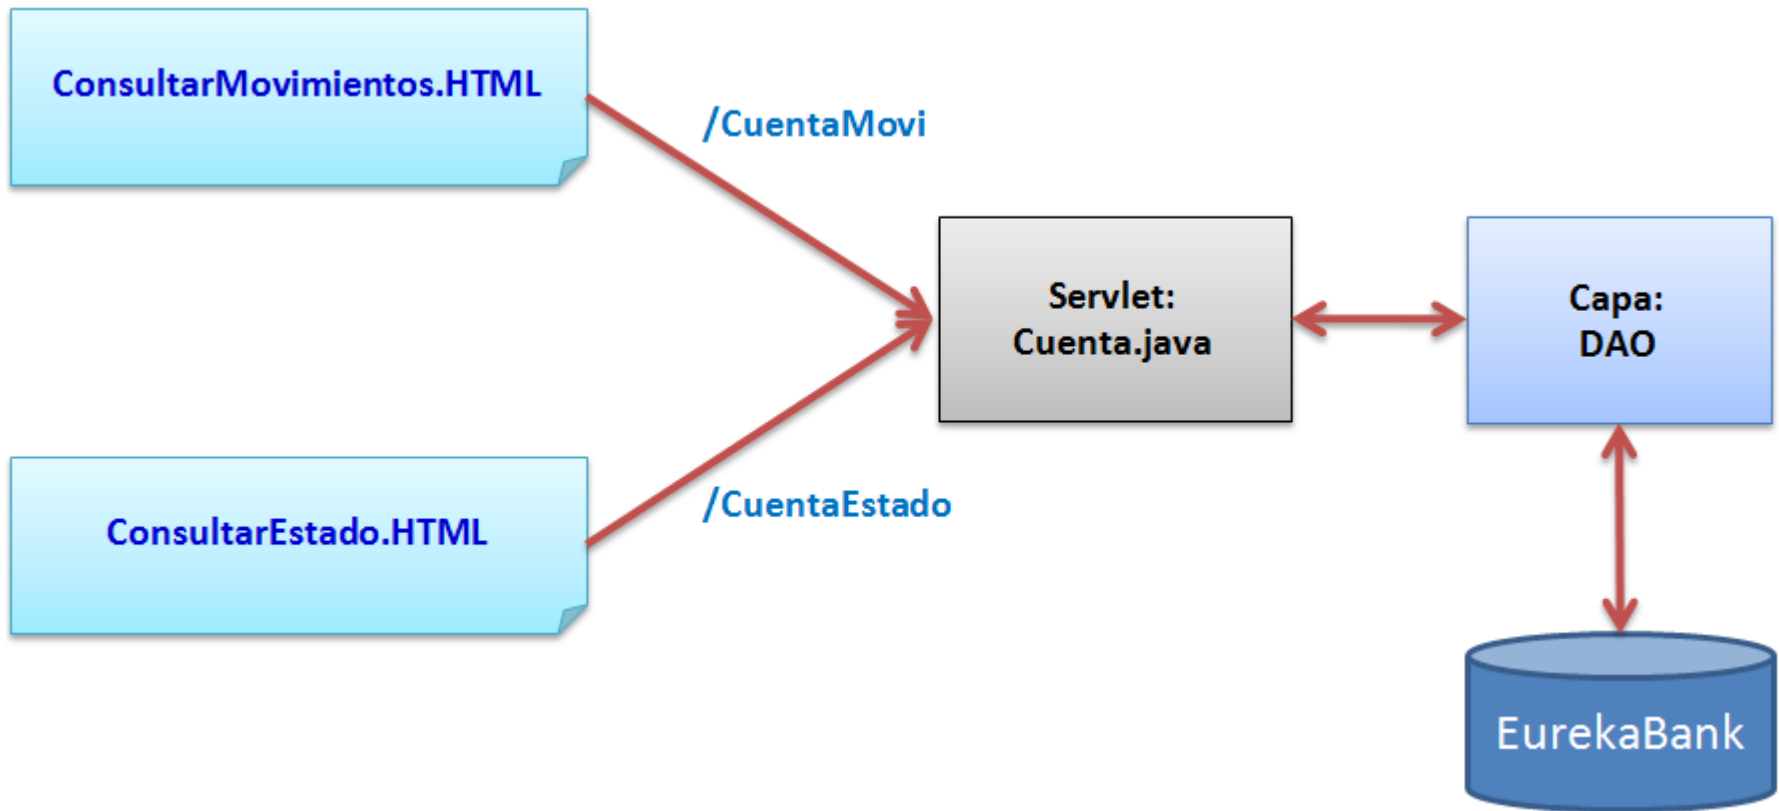 ConsultarMovimientos.HTML
/CuentaMovi
Servlet:
Cuenta.java
Capa:
DAO
/CuentaEstado
ConsultarEstado.HTML
EurekaBank